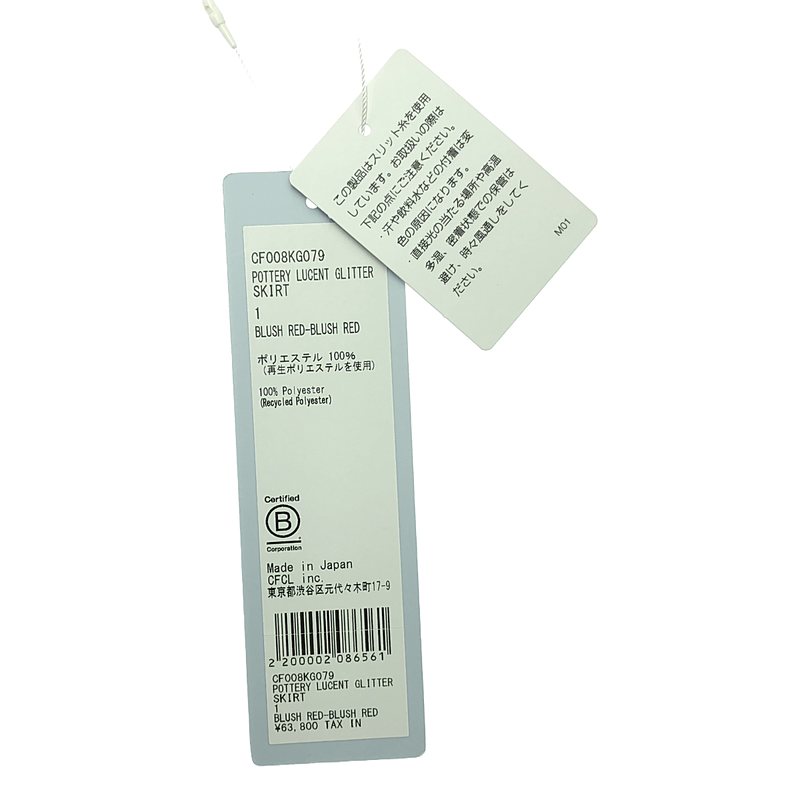 この製品はスリット糸を使用
しています。お取扱いの際は
下記の点にご注意ください。
・汗や飲料水などの付着は変
色の原因になります。
・直接光の当たる場所や高温
多湿、密着状態での保管は
避け、時々風通しをしてく
ださい。
M01
CF008KG079
POTTERY LUCENT GLITTER
SKIRT
1
BLUSH RED-BLUSH RED
ポリエステル 100%
(再生ポリエステルを使用)
100% Polyester
(Recycled Polyester)
Certified
B
Corporation
Made in Japan
CFCL inc.
東京都渋谷区元代々木町17-9
2 200002 086561
CF008KG079
POTTERY LUCENT GLITTER
SKIRT
1
BLUSH RED-BLUSH RED
¥63,800 TAX IN